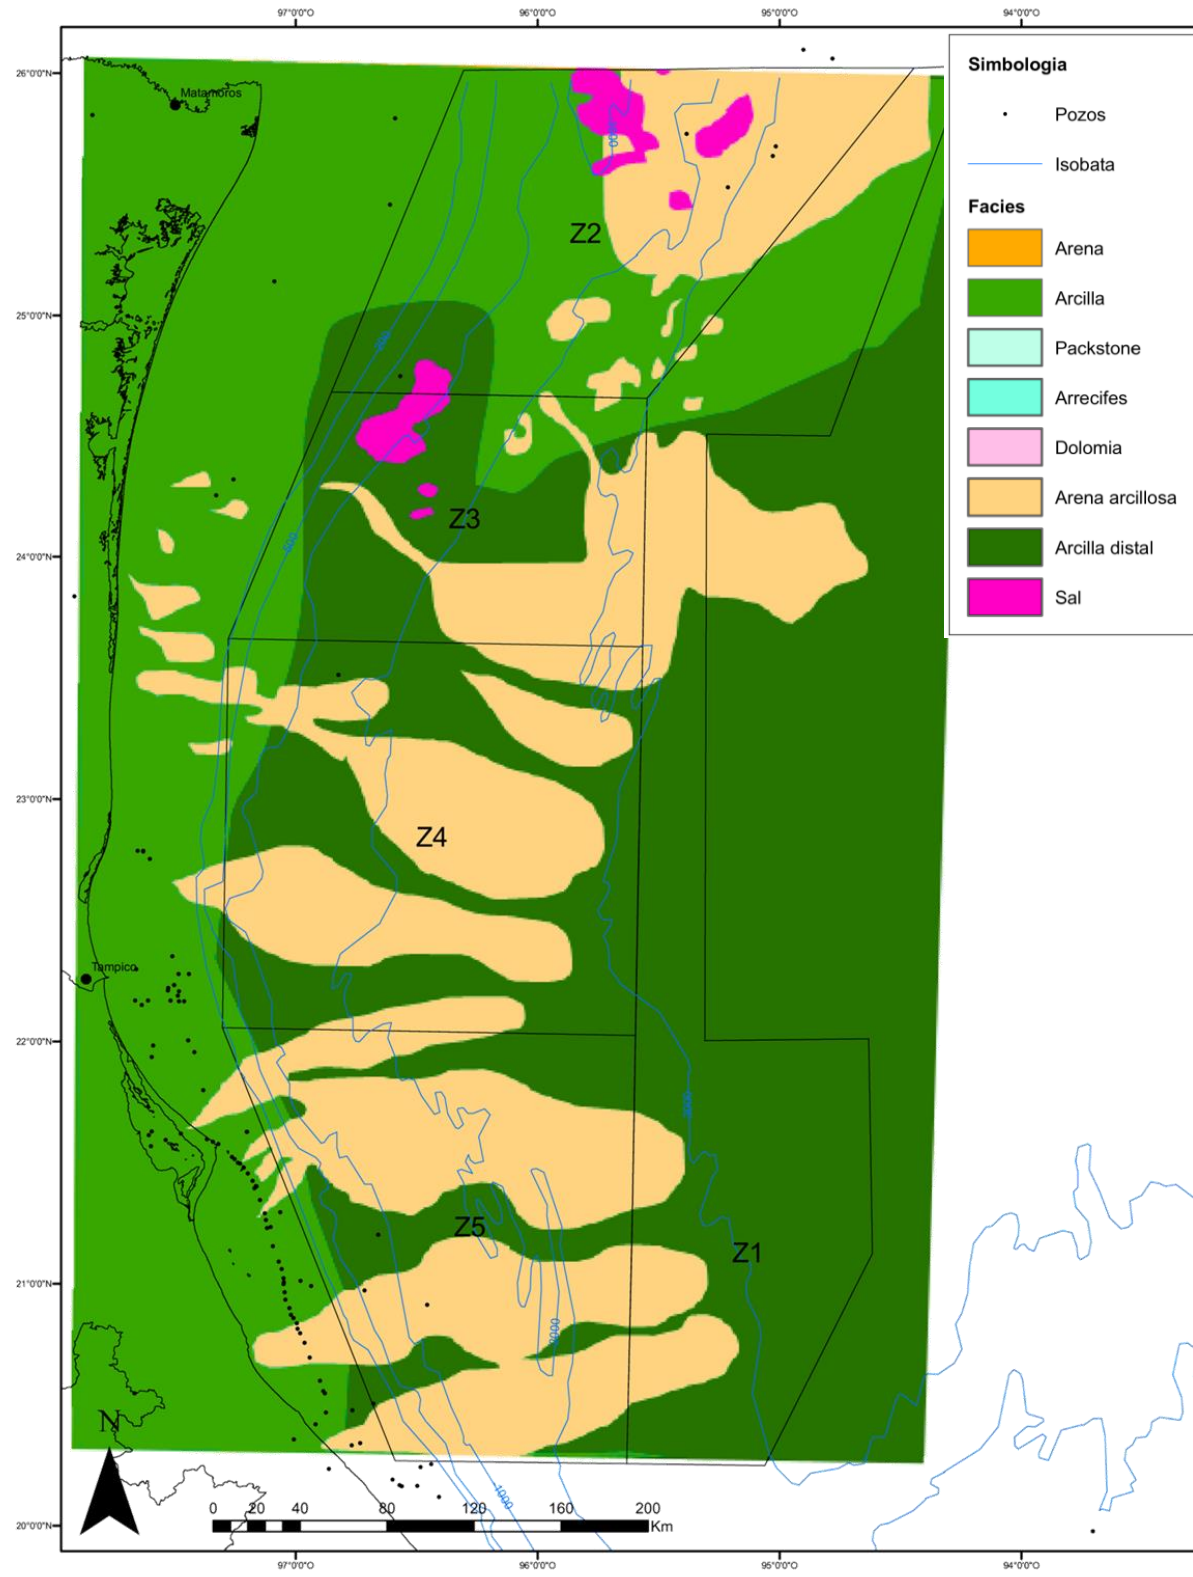 97°0'0"O 96°0'0"O 95°0'0"O 94°0'0"O
26°0'0"N
25°0'0"N
24°0'0"N
23°0'0"N
22°0'0"N
21°0'0"N
20°0'0"N
Matamoros
Tampico
Z2
Z3
Z4
Z5
Z1
1000
3000
Simbologia
Pozos
Isobata
Facies
Arena
Arcilla
Packstone
Arrecifes
Dolomia
Arena arcillosa
Arcilla distal
Sal
N
0 20 40 80 120 160 200
Km
97°0'0"O 96°0'0"O 95°0'0"O 94°0'0"O